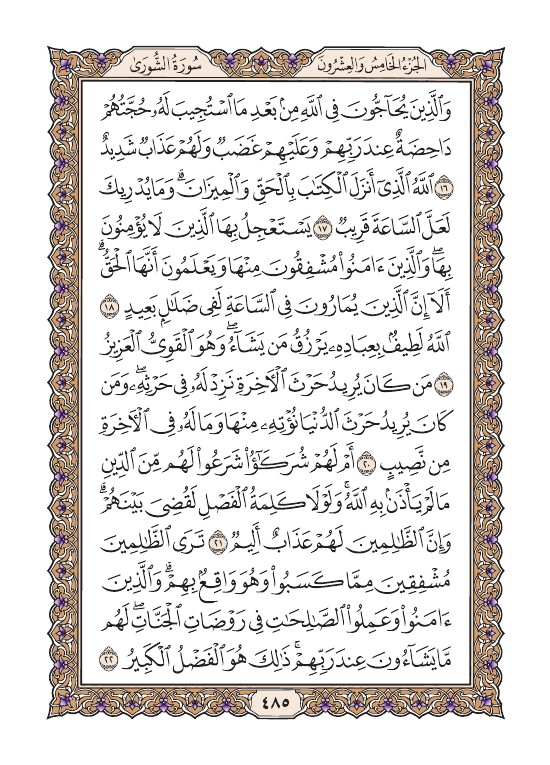 الجُزْءُ الخَامِسُ وَالعِشْرُونَ
سُورَةُ الشُّورَىٰ
وَٱلَّذِينَ يُحَآجُّونَ فِي ٱللَّهِ مِنۢ بَعْدِ مَا ٱسْتُجِيبَ لَهُۥ حُجَّتُهُمْ
دَاحِضَةٌ عِندَ رَبِّهِمْ وَعَلَيْهِمْ غَضَبٌ وَلَهُمْ عَذَابٌ شَدِيدٌ
١٦ ٱللَّهُ ٱلَّذِيٓ أَنزَلَ ٱلْكِتَٰبَ بِٱلْحَقِّ وَٱلْمِيزَانَۗ وَمَا يُدْرِيكَ
لَعَلَّ ٱلسَّاعَةَ قَرِيبٌ ١٧ يَسْتَعْجِلُ بِهَا ٱلَّذِينَ لَا يُؤْمِنُونَ
بِهَاۖ وَٱلَّذِينَ ءَامَنُواْ مُشْفِقُونَ مِنْهَا وَيَعْلَمُونَ أَنَّهَا ٱلْحَقُّۗ
أَلَآ إِنَّ ٱلَّذِينَ يُمَارُونَ فِي ٱلسَّاعَةِ لَفِي ضَلَٰلِۭ بَعِيدٍ ١٨
ٱللَّهُ لَطِيفُۢ بِعِبَادِهِۦ يَرْزُقُ مَن يَشَآءُۖ وَهُوَ ٱلْقَوِيُّ ٱلْعَزِيزُ
١٩ مَن كَانَ يُرِيدُ حَرْثَ ٱلْأٓخِرَةِ نَزِدْ لَهُۥ فِي حَرْثِهِۦۖ وَمَن
كَانَ يُرِيدُ حَرْثَ ٱلدُّنْيَا نُؤْتِهِۦ مِنْهَا وَمَا لَهُۥ فِي ٱلْأٓخِرَةِ
مِن نَّصِيبٍ ٢٠ أَمْ لَهُمْ شُرَكَٰٓؤُاْ شَرَعُواْ لَهُم مِّنَ ٱلدِّينِ
مَا لَمْ يَأْذَنۢ بِهِ ٱللَّهُۚ وَلَوْلَا كَلِمَةُ ٱلْفَصْلِ لَقُضِيَ بَيْنَهُمْۗ
وَإِنَّ ٱلظَّٰلِمِينَ لَهُمْ عَذَابٌ أَلِيمٌ ٢١ تَرَى ٱلظَّٰلِمِينَ
مُشْفِقِينَ مِمَّا كَسَبُواْ وَهُوَ وَاقِعُۢ بِهِمْۗ وَٱلَّذِينَ
ءَامَنُواْ وَعَمِلُواْ ٱلصَّٰلِحَٰتِ فِي رَوْضَاتِ ٱلْجَنَّاتِۖ لَهُم
مَّا يَشَآءُونَ عِندَ رَبِّهِمْۚ ذَٰلِكَ هُوَ ٱلْفَضْلُ ٱلْكَبِيرُ ٢٢
٤٨٥